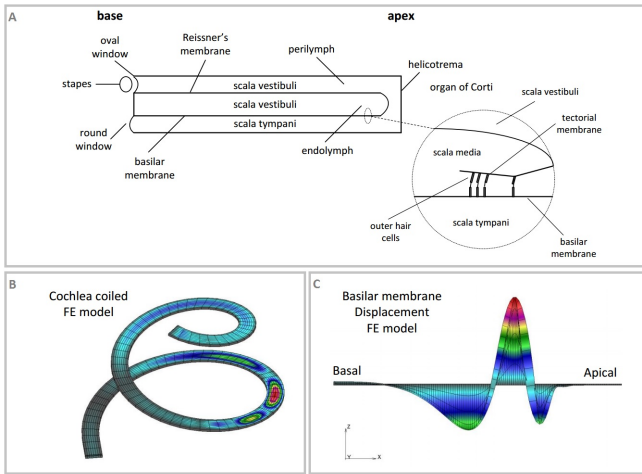 A
base
apex
oval
window
Reissner's
membrane
perilymph
helicotrema
stapes
scala vestibuli
organ of Corti
scala vestibuli
scala vestibuli
tectorial
membrane
round
window
scala tympani
scala media
basilar
membrane
endolymph
outer hair
cells
scala tympani
basilar
membrane
B
Cochlea coiled
FE model
C
Basilar membrane
Displacement
FE model
Basal
Apical
Z
Y
X